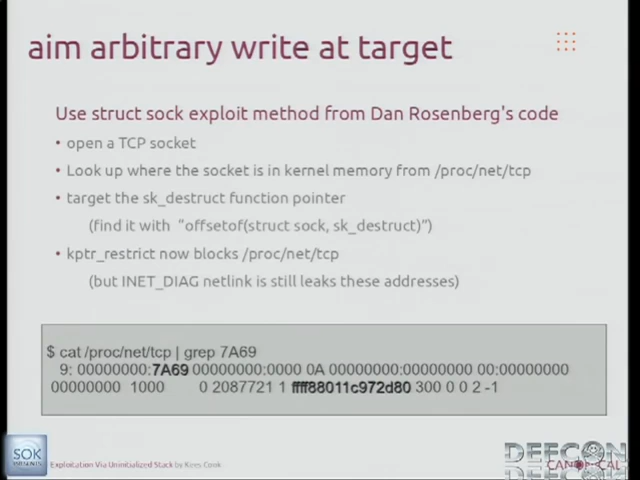 aim arbitrary write at target
Use struct sock exploit method from Dan Rosenberg's code
• open a TCP socket
• Look up where the socket is in kernel memory from /proc/net/tcp
• target the sk_destruct function pointer
(find it with "offsetof(struct sock, sk_destruct)")
• kptr_restrict now blocks /proc/net/tcp
(but INET_DIAG netlink is still leaks these addresses)
$ cat /proc/net/tcp | grep 7A69
9: 00000000:7A69 00000000:0000 0A 00000000:00000000 00:00000000
00000000 1000 0 2087721 1 ffff88011c972d80 300 0 0 2 -1
SOK
Exploitation Via Uninitialized Stack by Kees Cook
DEFCON
CANONICAL